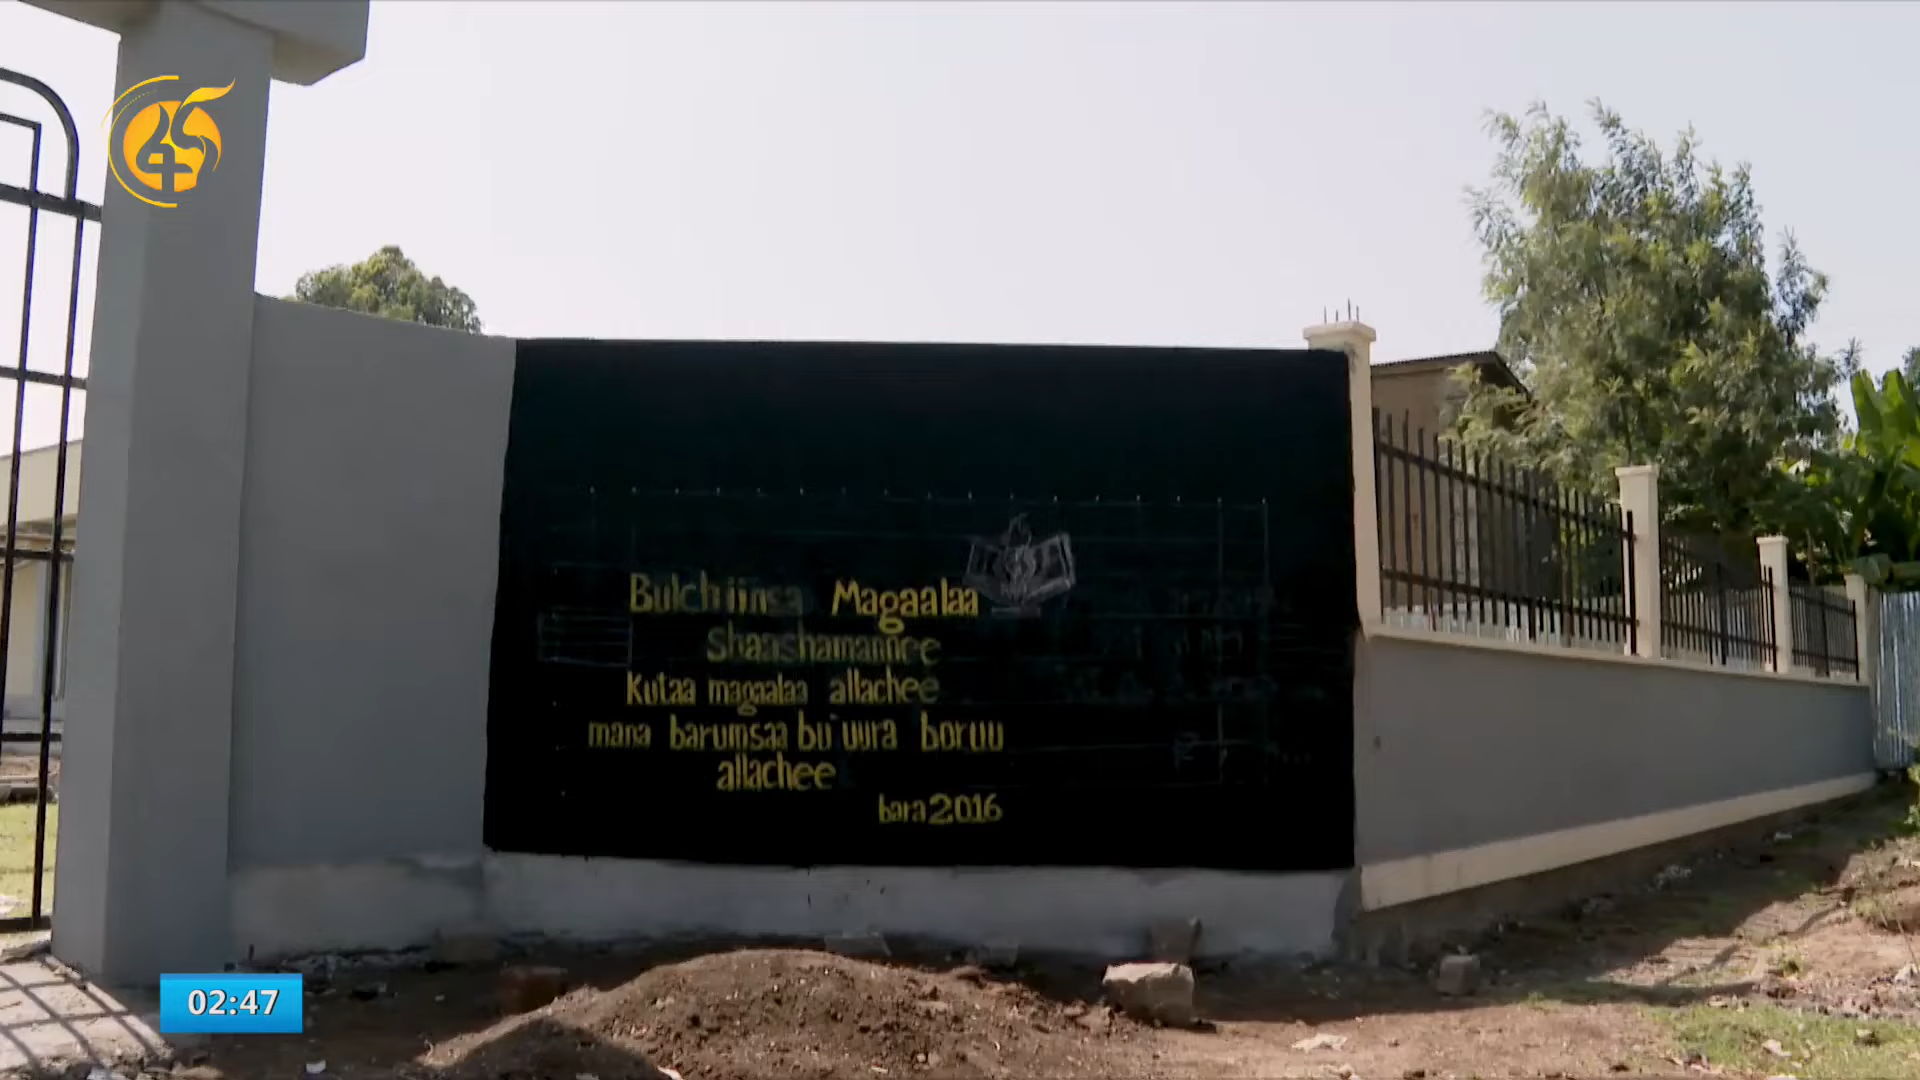 Bulchiinsa Magaalaa
Shaashamannee
Kutaa magaalaa allachee
mana barumsaa bu'uura boruu
allachee
bara 2016
02:47